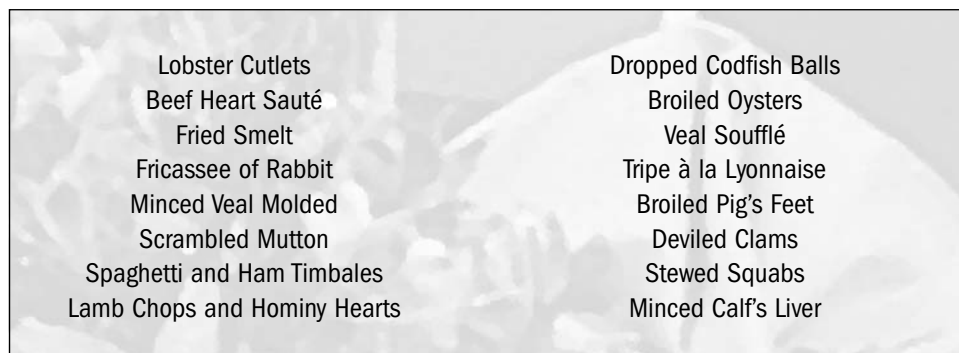 Lobster Cutlets
Beef Heart Sauté
Fried Smelt
Fricassee of Rabbit
Minced Veal Molded
Scrambled Mutton
Spaghetti and Ham Timbales
Lamb Chops and Hominy Hearts
Dropped Codfish Balls
Broiled Oysters
Veal Soufflé
Tripe à la Lyonnaise
Broiled Pig’s Feet
Deviled Clams
Stewed Squabs
Minced Calf’s Liver